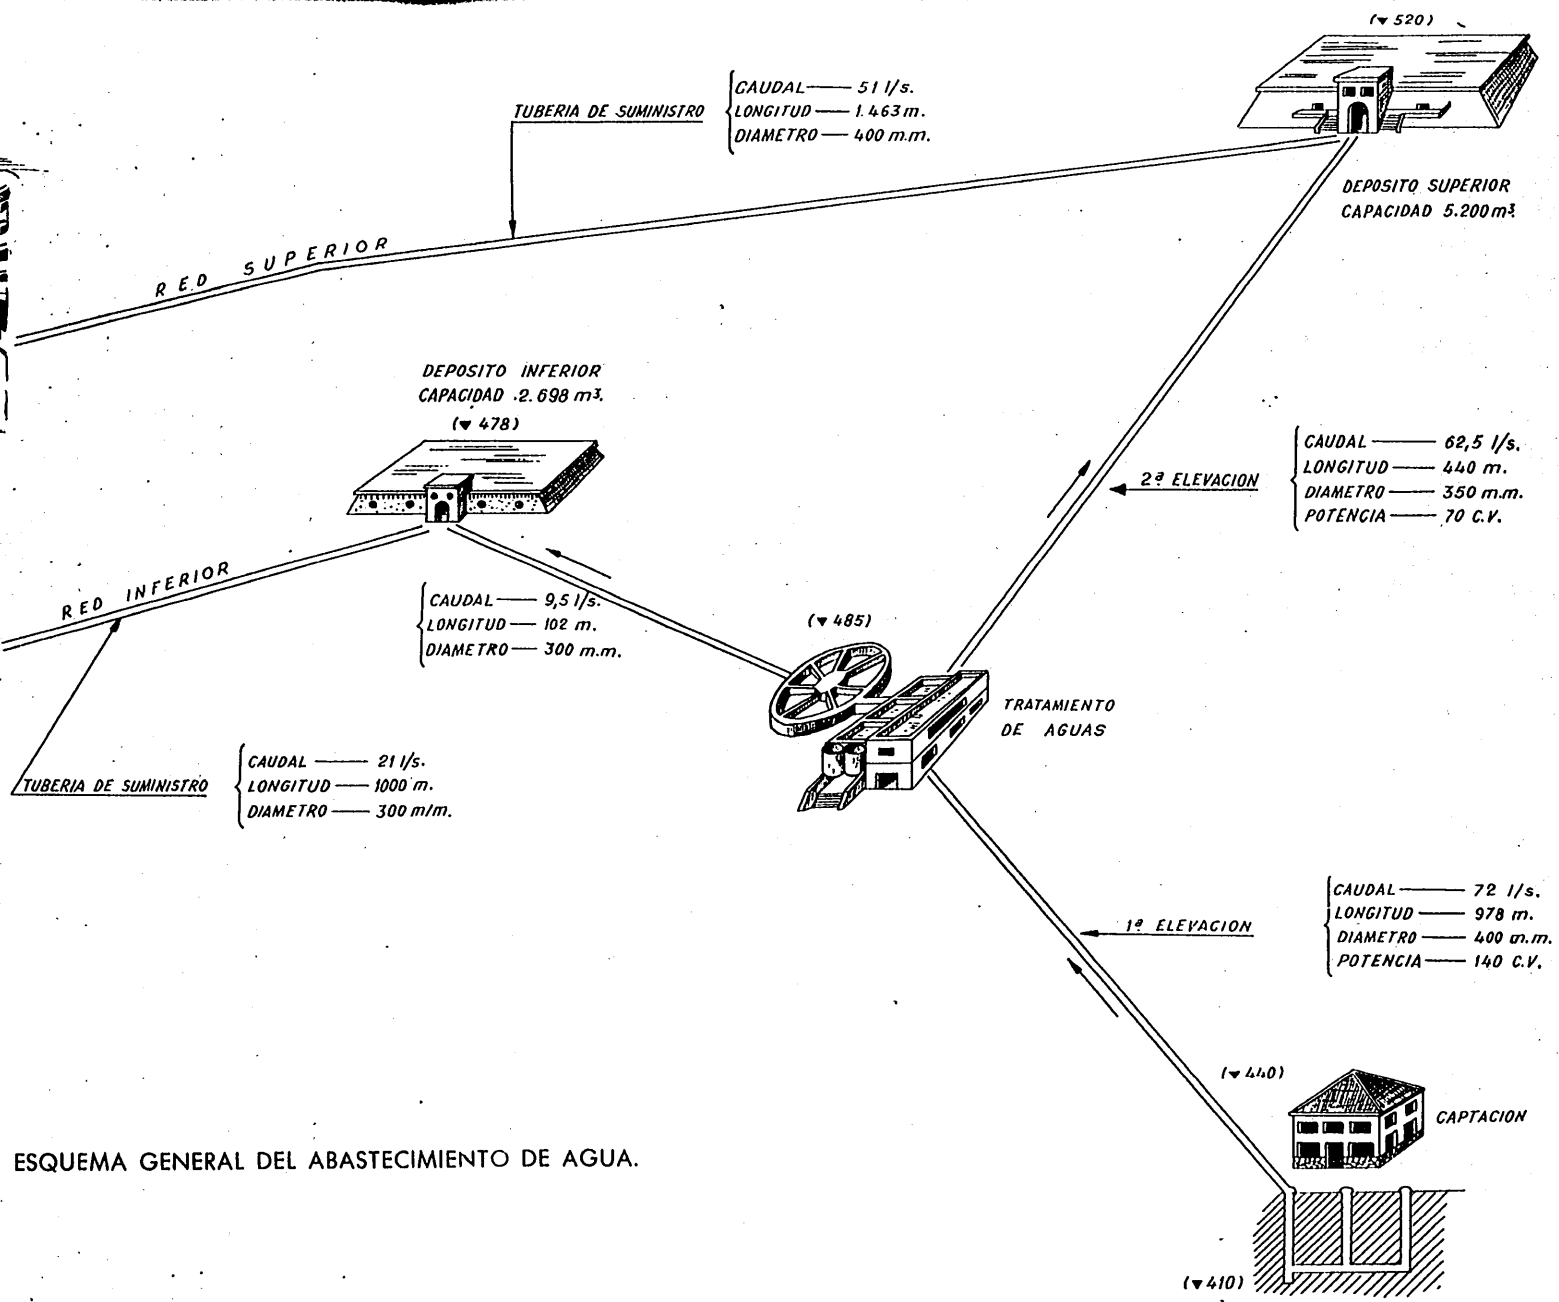 (▼ 520)
CAUDAL — 51 l/s.
TUBERIA DE SUMINISTRO
LONGITUD — 1.463 m.
DIAMETRO — 400 m.m.
DEPOSITO SUPERIOR
CAPACIDAD 5.200 m³.
RED SUPERIOR
DEPOSITO INFERIOR
CAPACIDAD .2.698 m³.
(▼ 478)
CAUDAL — 62,5 l/s.
LONGITUD — 440 m.
2ª ELEVACION
DIAMETRO — 350 m.m.
POTENCIA — 70 C.V.
RED INFERIOR
CAUDAL — 9,5 l/s.
LONGITUD — 102 m.
DIAMETRO — 300 m.m.
(▼ 485)
TRATAMIENTO
DE AGUAS
CAUDAL — 21 l/s.
TUBERIA DE SUMINISTRO
LONGITUD — 1000 m.
DIAMETRO — 300 m/m.
CAUDAL — 72 l/s.
LONGITUD — 978 m.
1ª ELEVACION
DIAMETRO — 400 m.m.
POTENCIA — 140 C.V.
(▼ 440)
CAPTACION
ESQUEMA GENERAL DEL ABASTECIMIENTO DE AGUA.
(▼ 410)